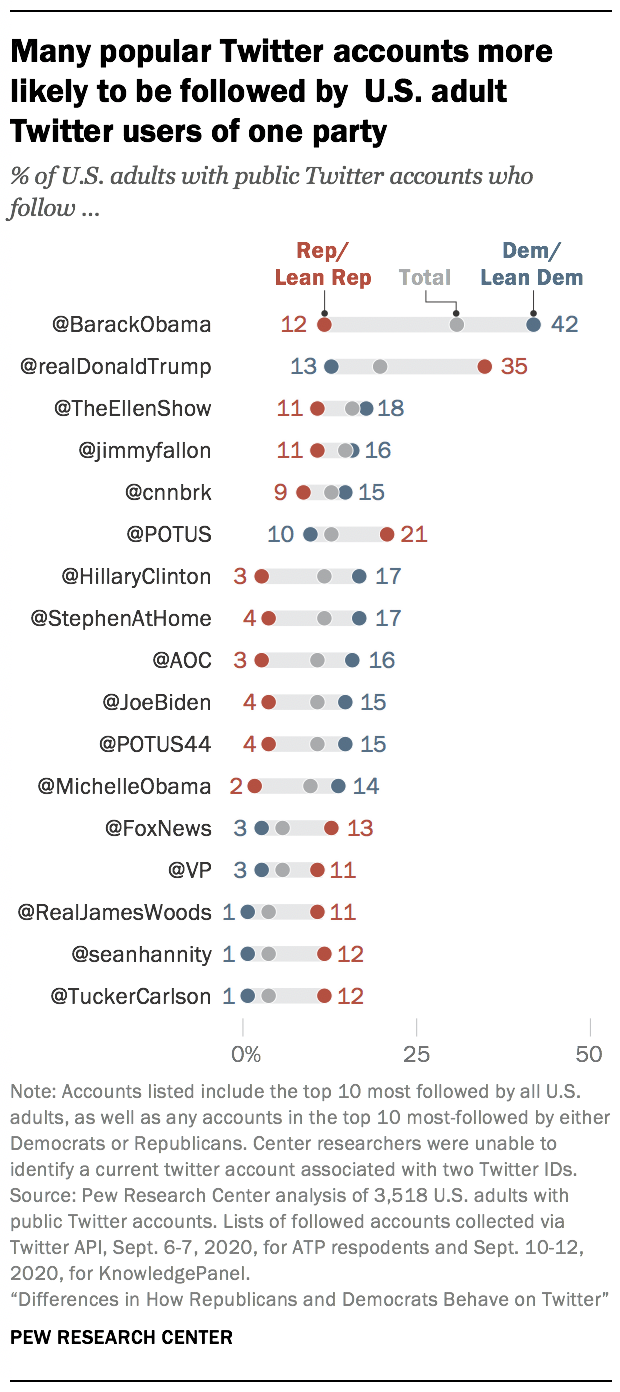 Many popular Twitter accounts more
likely to be followed by U.S. adult
Twitter users of one party
% of U.S. adults with public Twitter accounts who
follow ...
Rep/
Lean Rep
Total
Dem/
Lean Dem
@BarackObama 12 42
@realDonaldTrump 13 35
@TheEllenShow 11 18
@jimmyfallon 11 16
@cnnbrk 9 15
@POTUS 10 21
@HillaryClinton 3 17
@StephenAtHome 4 17
@AOC 3 16
@JoeBiden 4 15
@POTUS44 4 15
@MichelleObama 2 14
@FoxNews 3 13
@VP 3 11
@RealJamesWoods 1 11
@seanhannity 1 12
@TuckerCarlson 1 12
0% 25 50
Note: Accounts listed include the top 10 most followed by all U.S.
adults, as well as any accounts in the top 10 most-followed by either
Democrats or Republicans. Center researchers were unable to
identify a current twitter account associated with two Twitter IDs.
Source: Pew Research Center analysis of 3,518 U.S. adults with
public Twitter accounts. Lists of followed accounts collected via
Twitter API, Sept. 6-7, 2020, for ATP respodents and Sept. 10-12,
2020, for KnowledgePanel.
“Differences in How Republicans and Democrats Behave on Twitter”
PEW RESEARCH CENTER